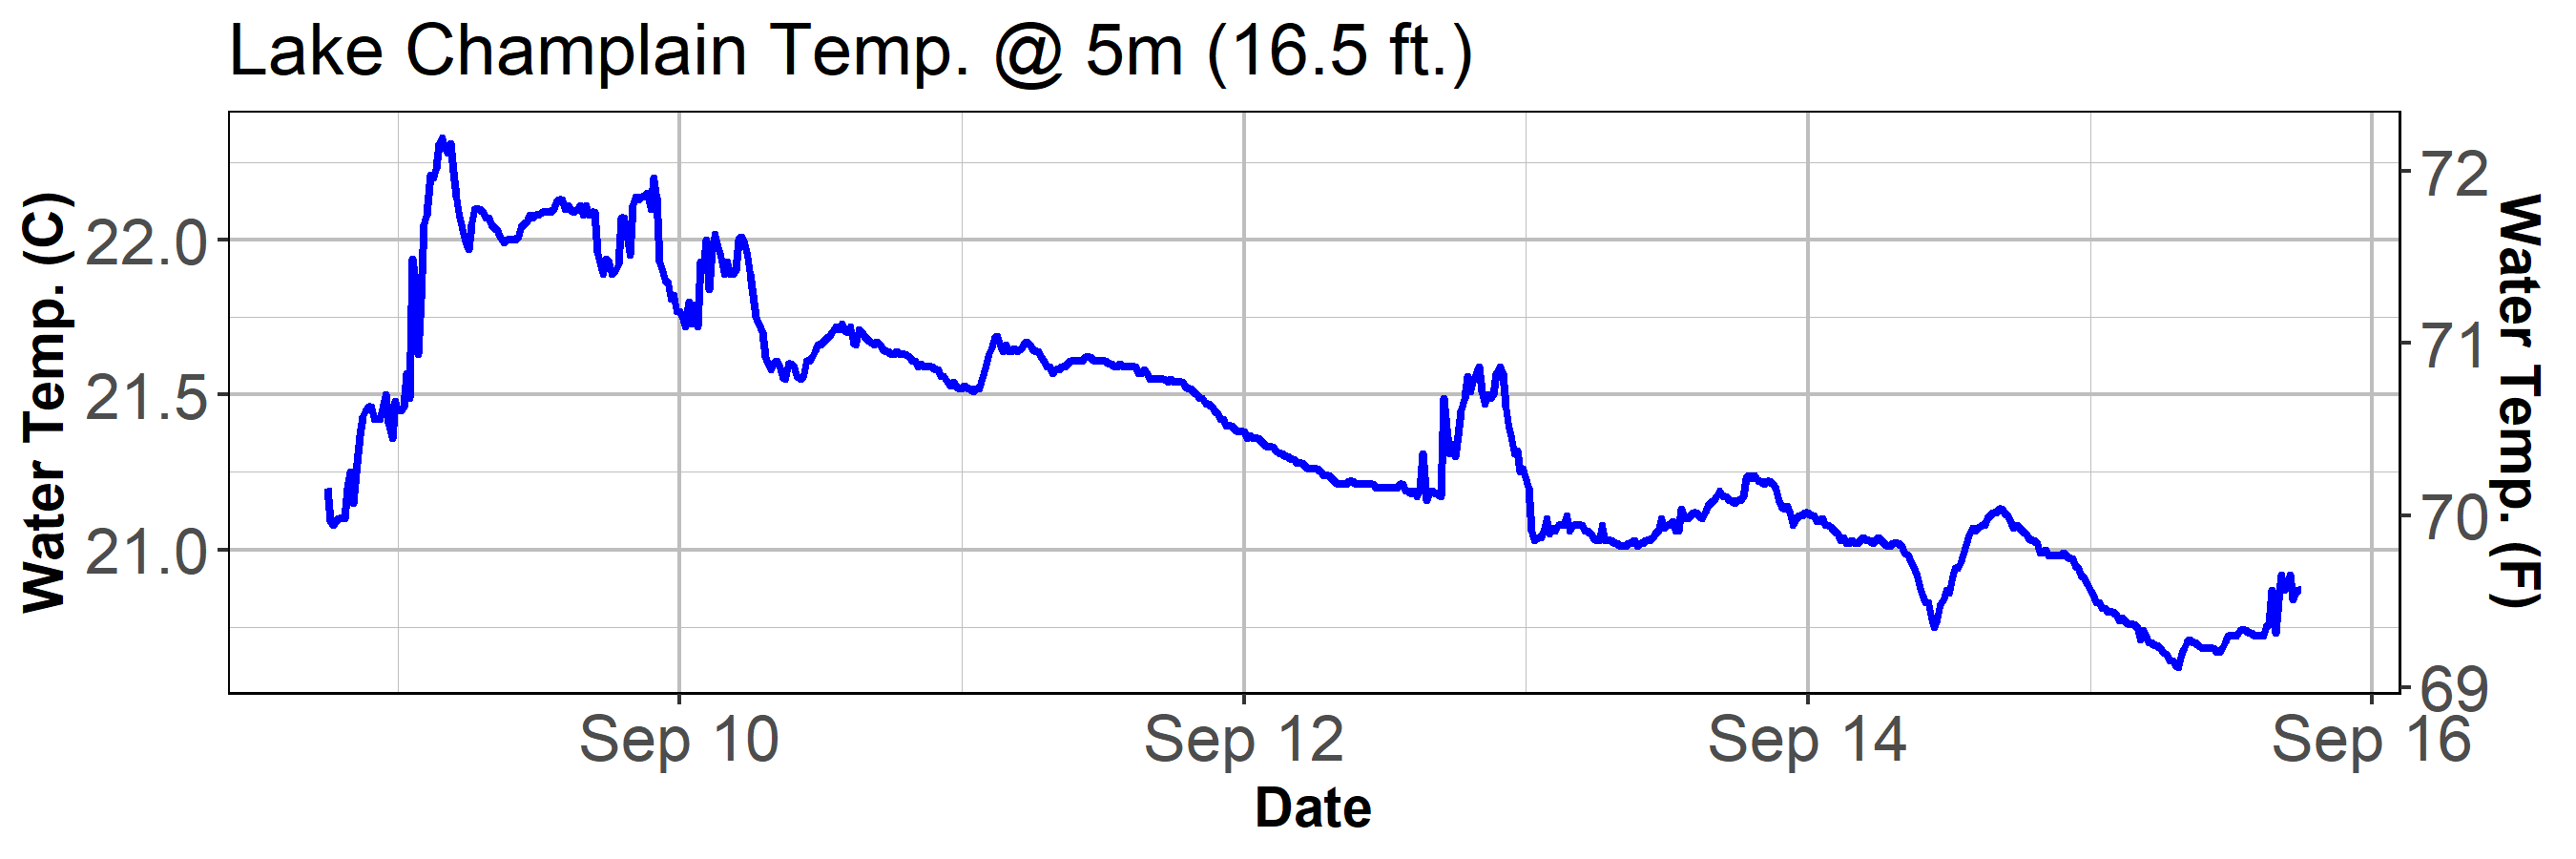 Lake Champlain Temp. @ 5m (16.5 ft.)
Water Temp. (C)
22.0
21.5
21.0
72
71
70
69
Water Temp. (F)
Sep 10
Sep 12
Sep 14
Sep 16
Date